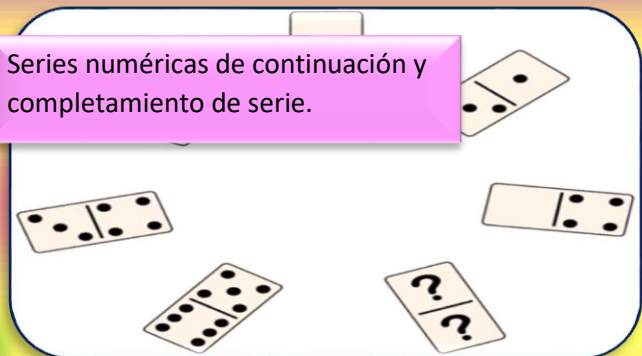 Series numéricas de continuación y
completamiento de serie.
?
?